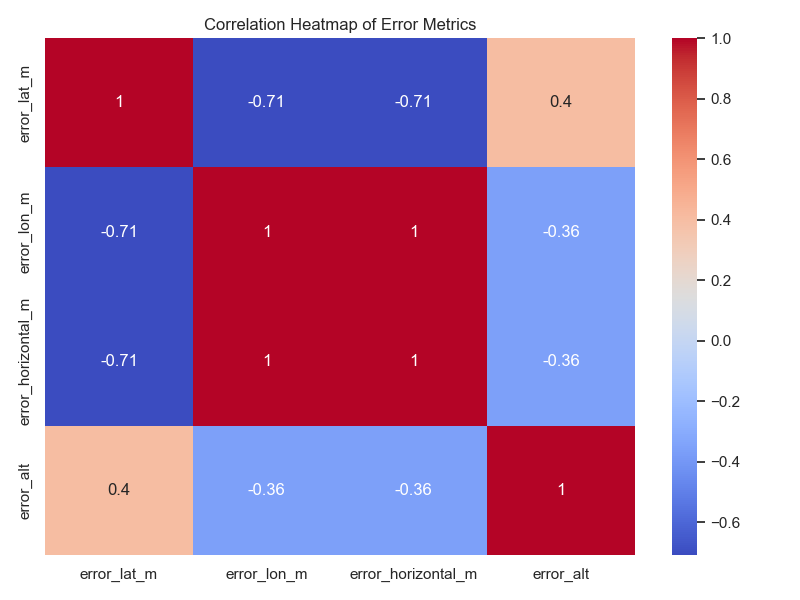 Correlation Heatmap of Error Metrics
error_lat_m
1
-0.71
-0.71
0.4
error_lon_m
-0.71
1
1
-0.36
error_horizontal_m
-0.71
1
1
-0.36
error_alt
0.4
-0.36
-0.36
1
error_lat_m
error_lon_m
error_horizontal_m
error_alt
1.0
0.8
0.6
0.4
0.2
0.0
−0.2
−0.4
−0.6